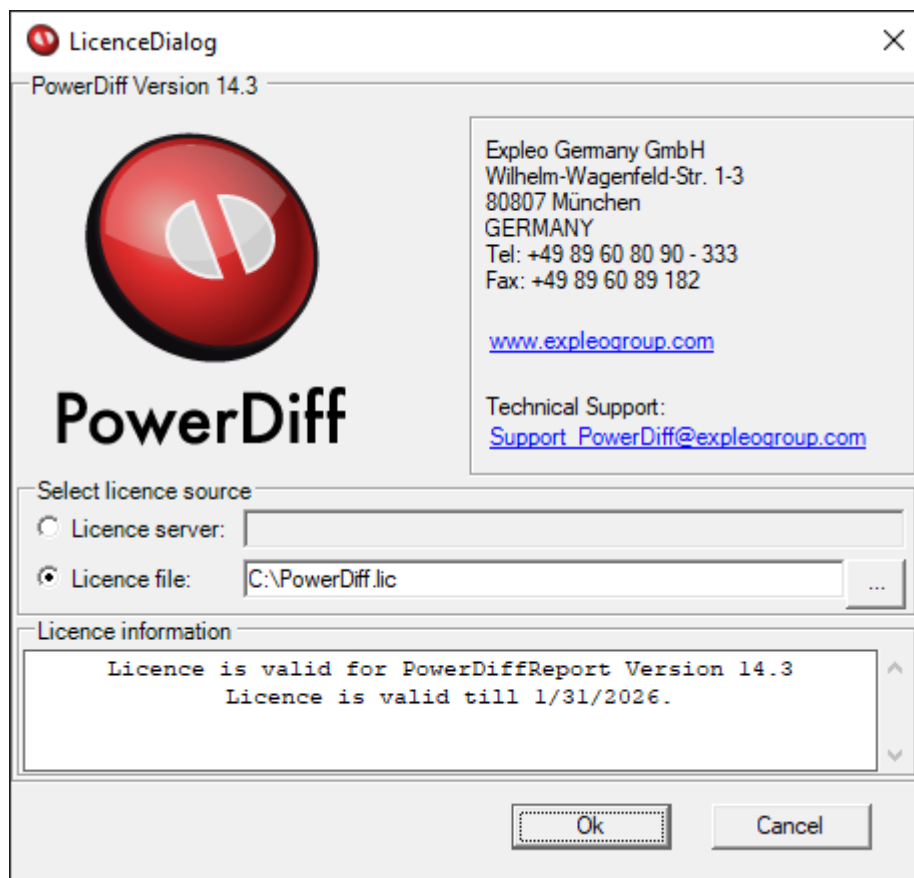 LicenceDialog
PowerDiff Version 14.3
PowerDiff
Expleo Germany GmbH
Wilhelm-Wagenfeld-Str. 1-3
80807 München
GERMANY
Tel: +49 89 60 80 90 - 333
Fax: +49 89 60 89 182
www.expleogroup.com
Technical Support:
Support_PowerDiff@expleogroup.com
Select licence source
Licence server:
Licence file: C:\PowerDiff.lic ...
Licence information
Licence is valid for PowerDiffReport Version 14.3
Licence is valid till 1/31/2026.
Ok Cancel